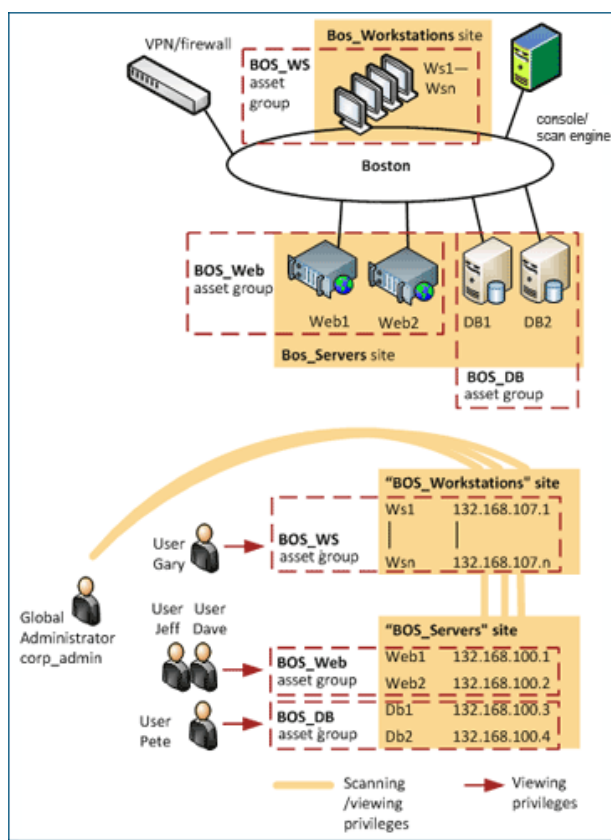 VPN/firewall
Bos_Workstations site
BOS_WS
asset
group
Ws1—
Wsn
console/
scan engine
Boston
BOS_Web
asset group
Web1
Web2
DB1
DB2
Bos_Servers site
BOS_DB
asset group
"BOS_Workstations" site
Ws1 132.168.107.1
BOS_WS
asset group
User
Gary
Wsn 132.168.107.n
Global
Administrator
corp_admin
User
Jeff
User
Dave
"BOS_Servers" site
BOS_Web
asset group
Web1 132.168.100.1
Web2 132.168.100.2
User
Pete
BOS_DB
asset group
Db1 132.168.100.3
Db2 132.168.100.4
Scanning
/viewing
privileges
Viewing
privileges